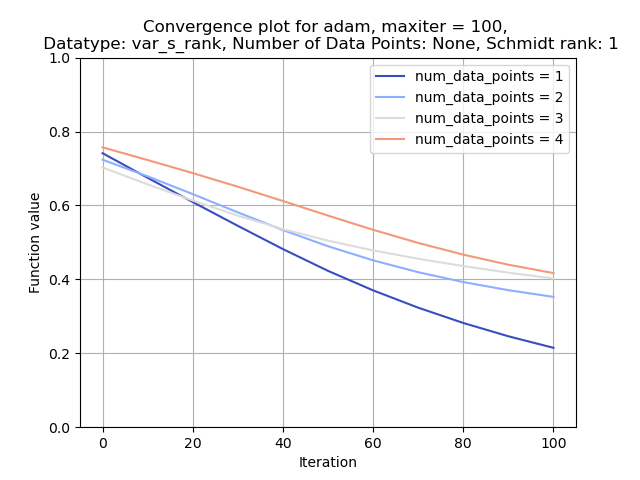 Convergence plot for adam, maxiter = 100,
Datatype: var_s_rank, Number of Data Points: None, Schmidt rank: 1
1.0
0.8
0.6
0.4
0.2
0.0
Function value
num_data_points = 1
num_data_points = 2
num_data_points = 3
num_data_points = 4
0 20 40 60 80 100
Iteration